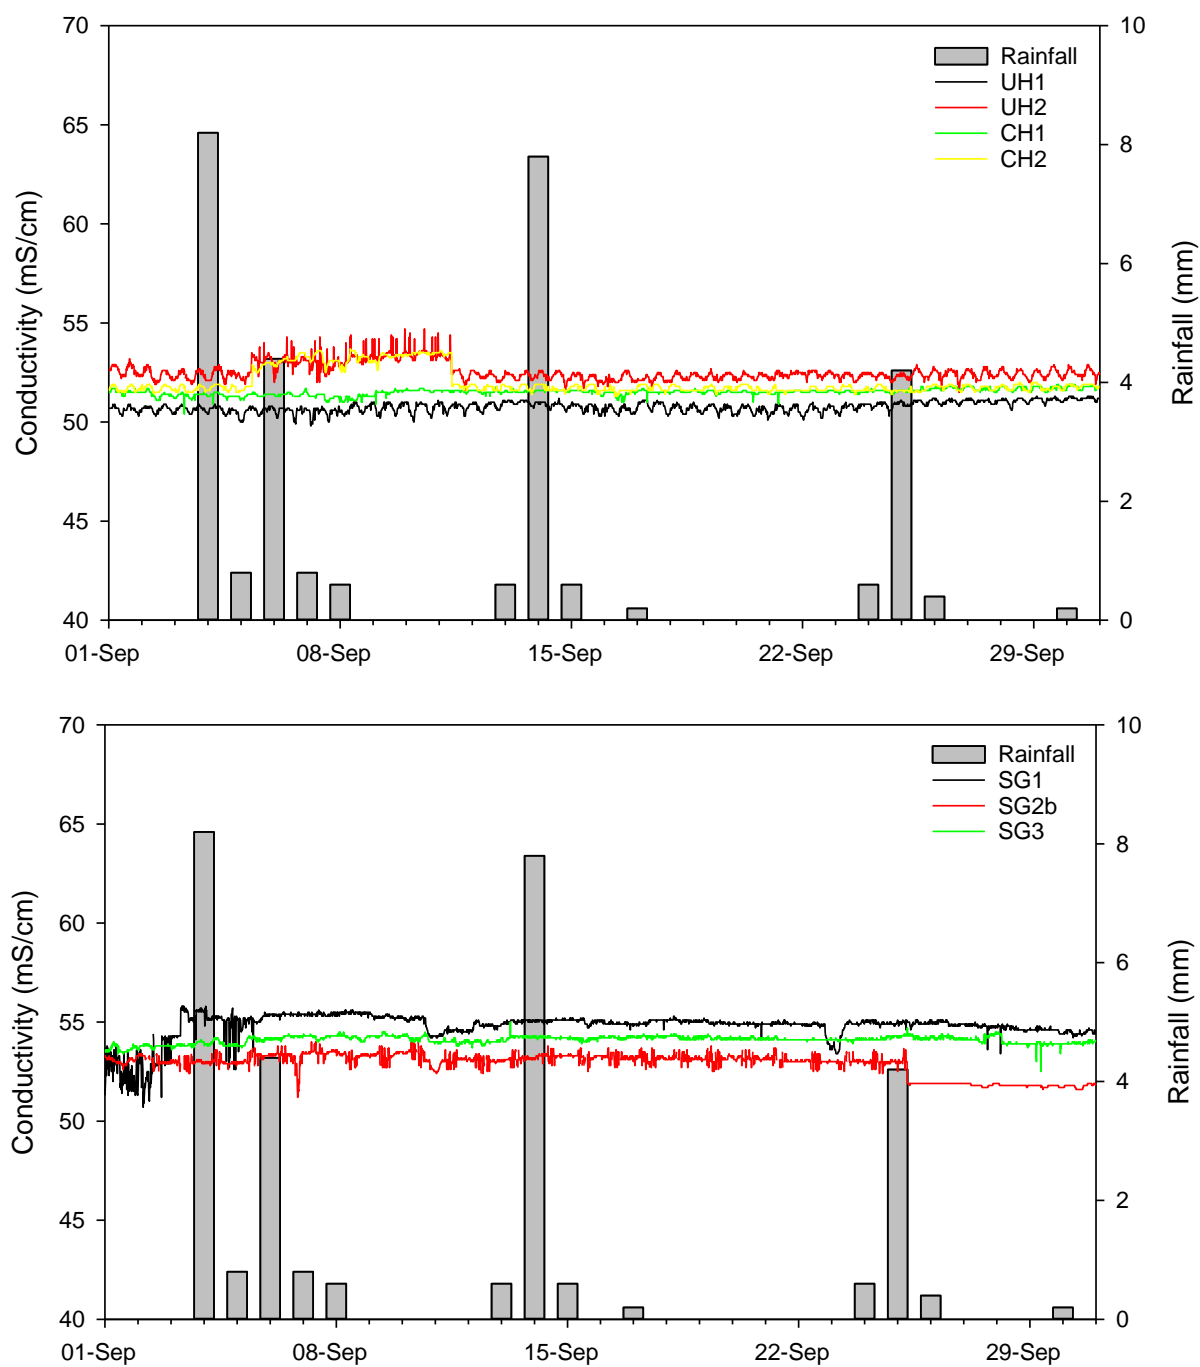 70
65
60
55
50
45
40
Conductivity (mS/cm)
10
8
6
4
2
0
Rainfall (mm)
Rainfall
UH1
UH2
CH1
CH2
01-Sep
08-Sep
15-Sep
22-Sep
29-Sep
70
65
60
55
50
45
40
Conductivity (mS/cm)
10
8
6
4
2
0
Rainfall (mm)
Rainfall
SG1
SG2b
SG3
01-Sep
08-Sep
15-Sep
22-Sep
29-Sep